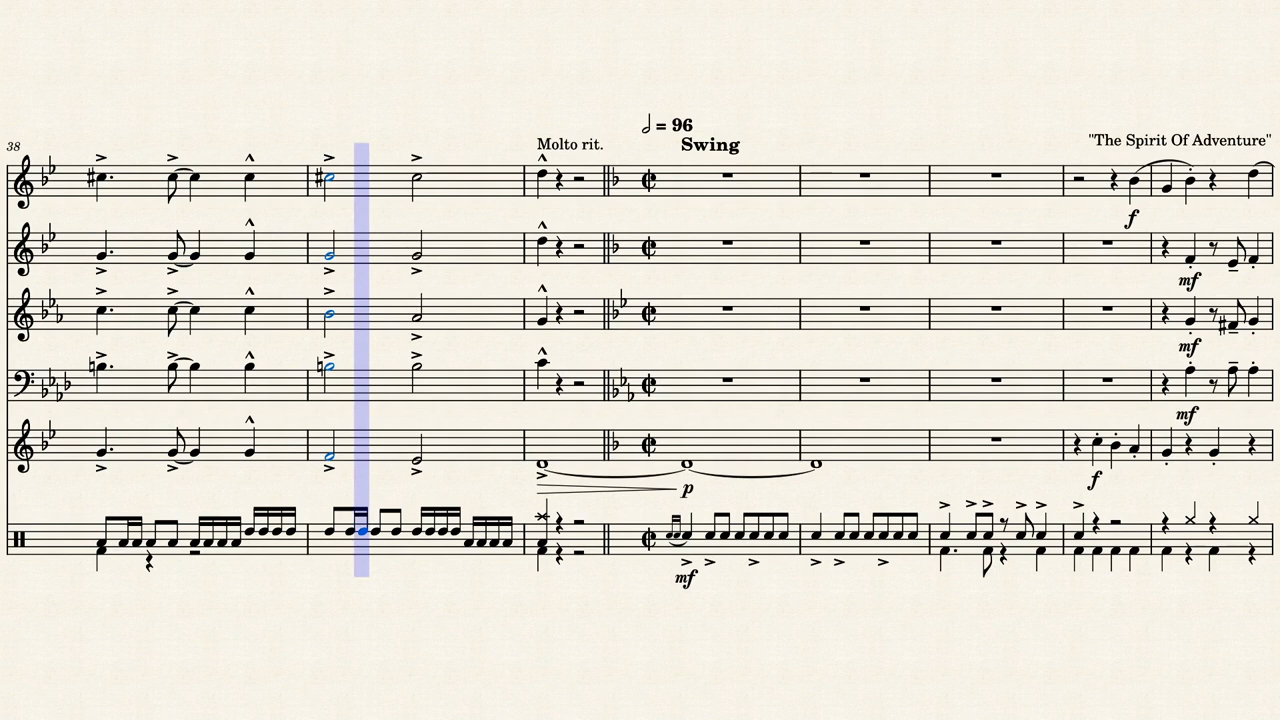 38
Molto rit.
= 96
Swing
"The Spirit Of Adventure"
f
mf
mf
mf
p
f
mf